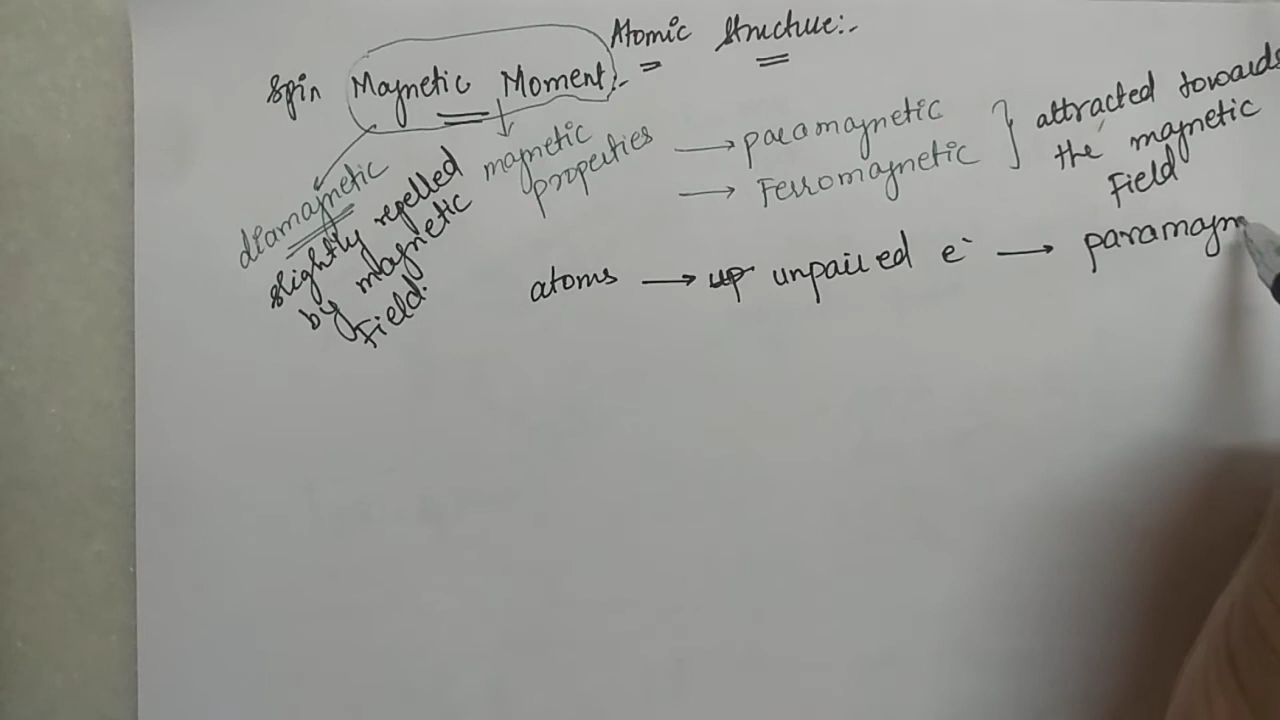 Atomic Structure:-
Spin Magnetic Moment:-
magnetic properties → paramagnetic
→ Ferromagnetic
} attracted towards
the magnetic
Field
diamagnetic
slightly repelled
by magnetic
Field.
atoms → up unpaired e⁻ → paramagn